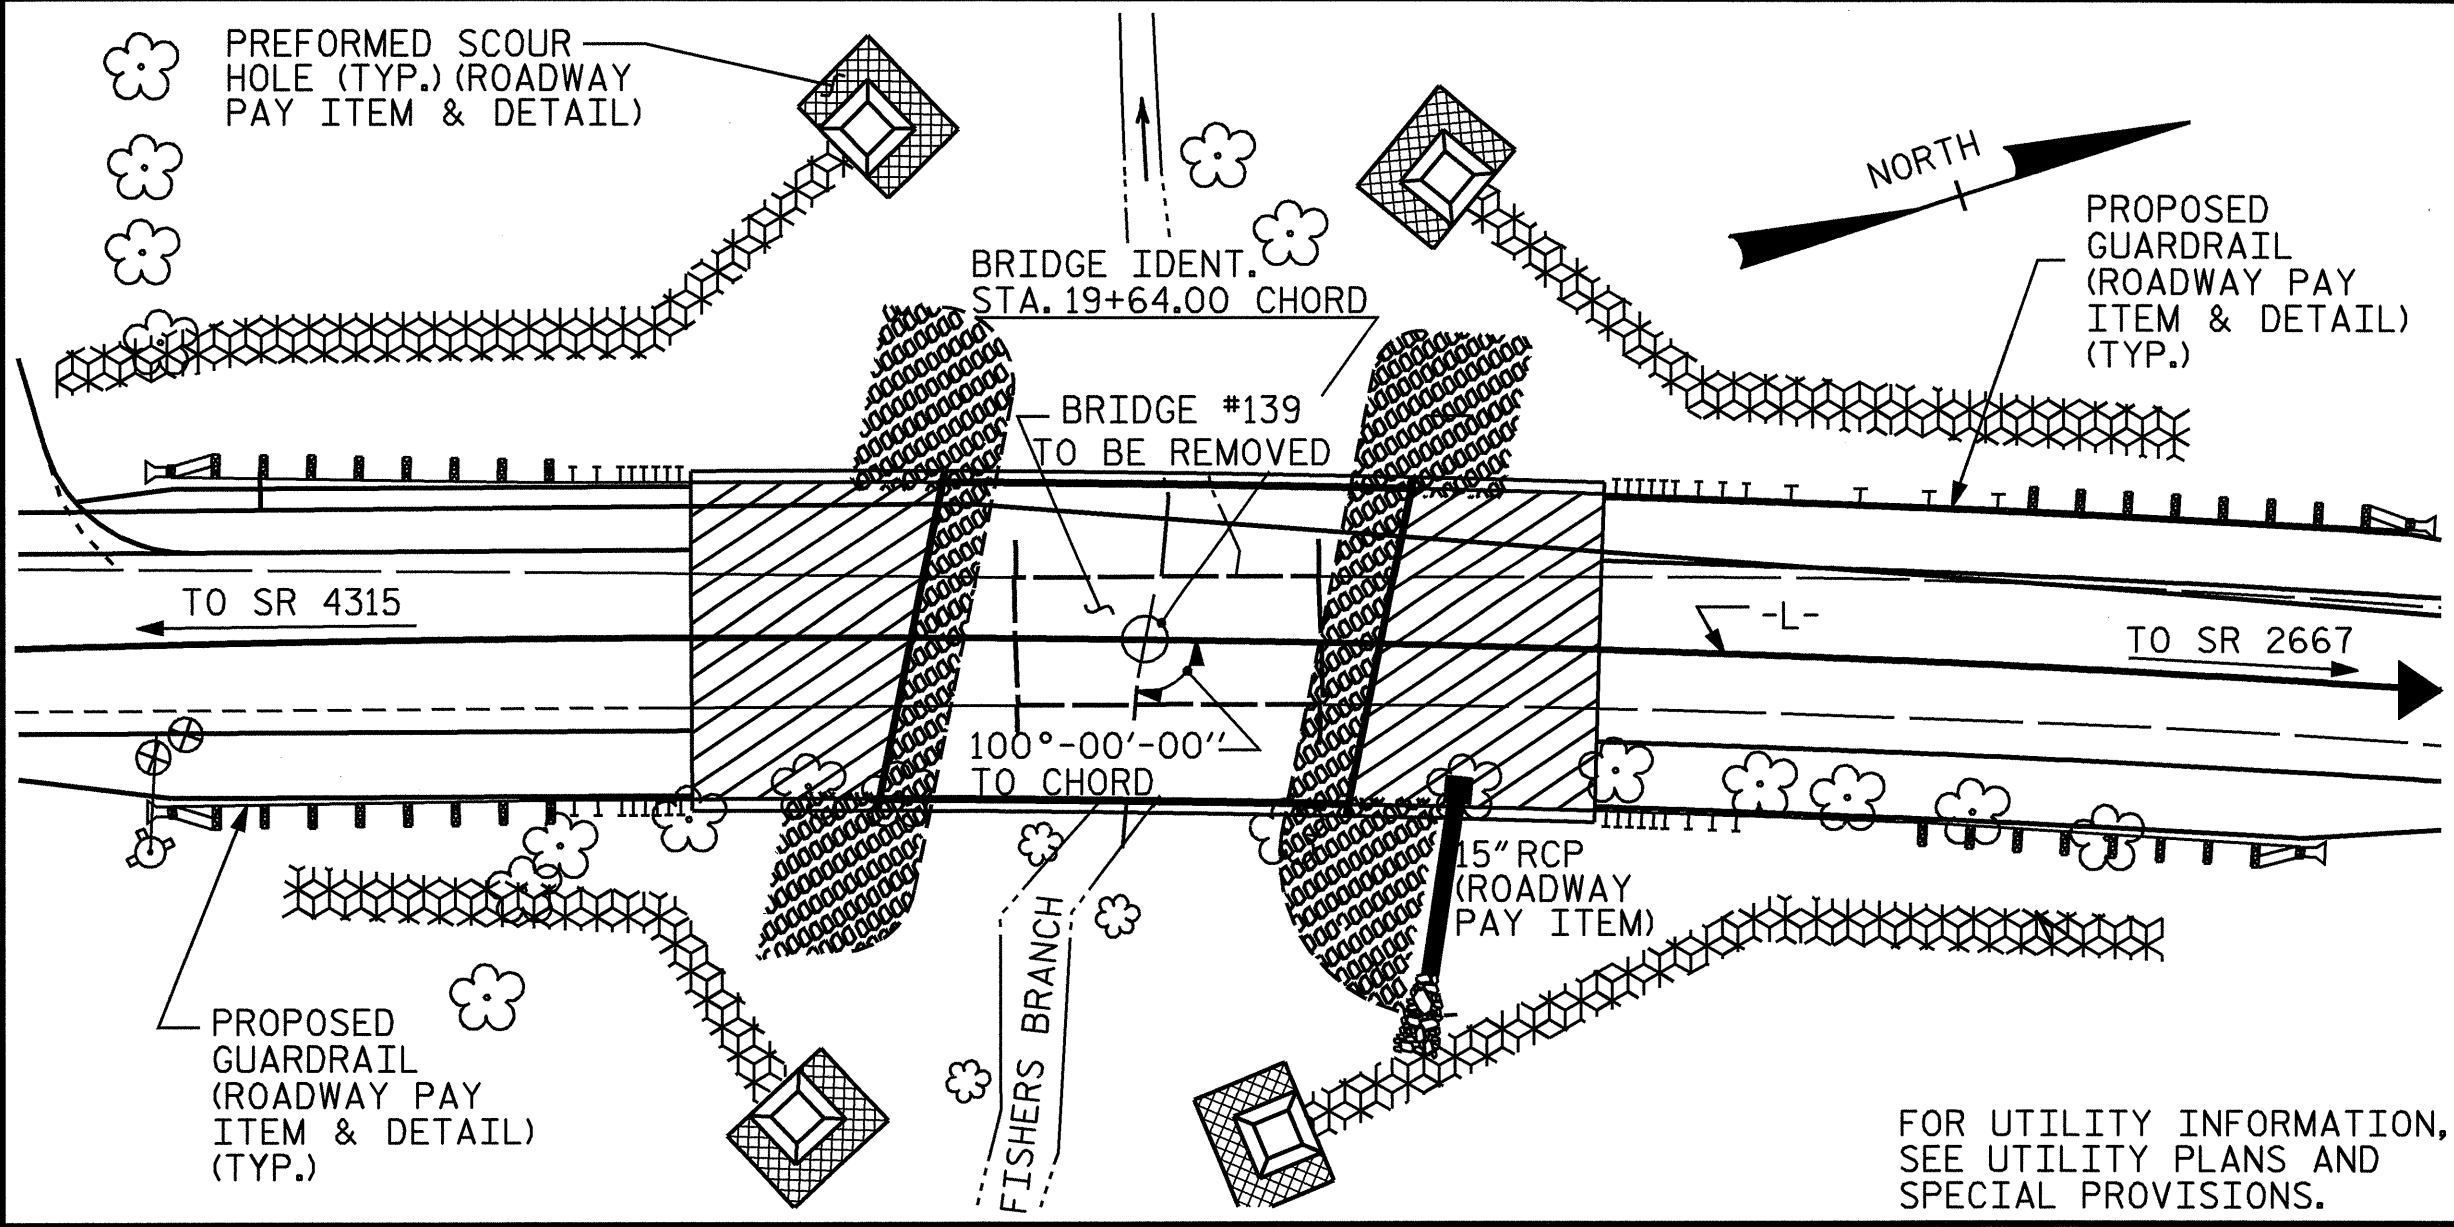 PREFORMED SCOUR
HOLE (TYP.) (ROADWAY
PAY ITEM & DETAIL)
NORTH
PROPOSED
GUARDRAIL
(ROADWAY PAY
ITEM & DETAIL)
(TYP.)
BRIDGE IDENT.
STA. 19+64.00 CHORD
BRIDGE #139
TO BE REMOVED
TO SR 4315
-L-
TO SR 2667
100°-00'-00"
TO CHORD
15" RCP
(ROADWAY
PAY ITEM)
FISHERS BRANCH
PROPOSED
GUARDRAIL
(ROADWAY PAY
ITEM & DETAIL)
(TYP.)
FOR UTILITY INFORMATION,
SEE UTILITY PLANS AND
SPECIAL PROVISIONS.